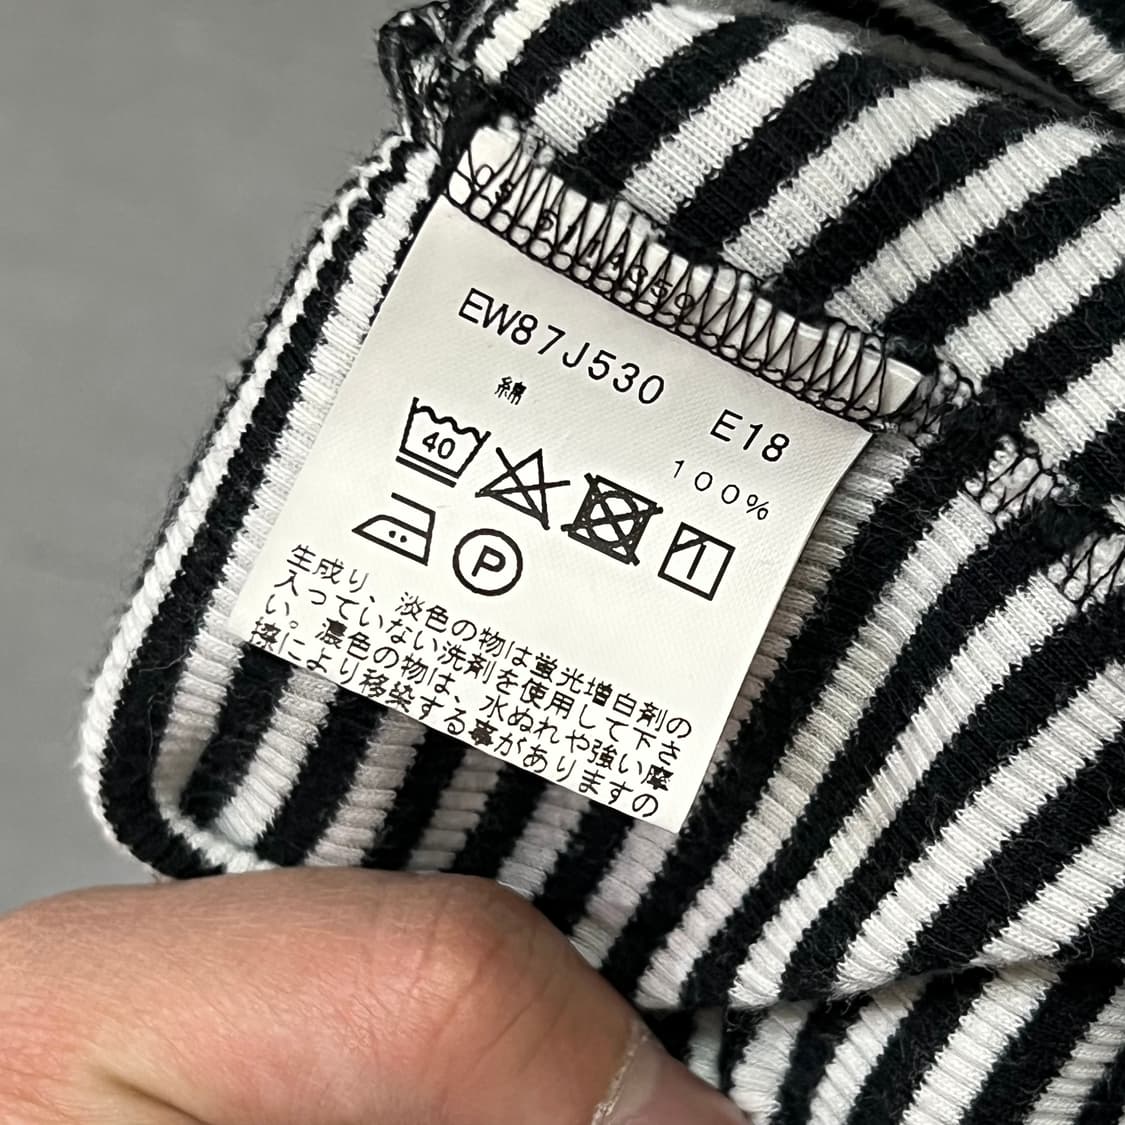 EW87J530 E18
綿 100%
40
P
生成り、淡色の物は蛍光増白剤の
入っていない洗剤を使用して下さ
い。濃色の物は、水ぬれや強い摩
擦により移染する事がありますの